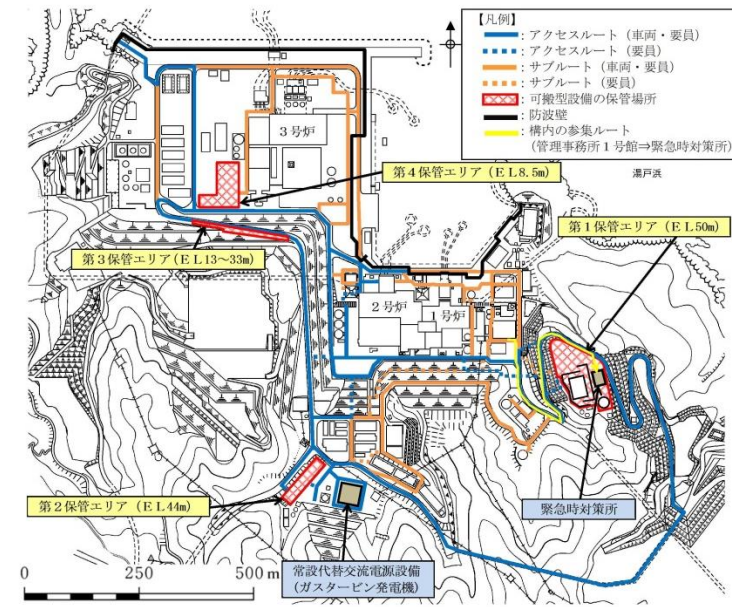 【凡例】
：アクセスルート（車両・要員）
：アクセスルート（要員）
：サブルート（車両・要員）
：サブルート（要員）
：可搬型設備の保管場所
：防波壁
：構内の参集ルート
（管理事務所１号館⇒緊急時対策所）
湯戸浜
３号炉
第４保管エリア（ＥＬ8.5m）
第１保管エリア（ＥＬ50m）
第３保管エリア（ＥＬ13～33m）
２号炉
１号炉
第２保管エリア（ＥＬ44m）
緊急時対策所
常設代替交流電源設備
（ガスタービン発電機）
0 250 500 m